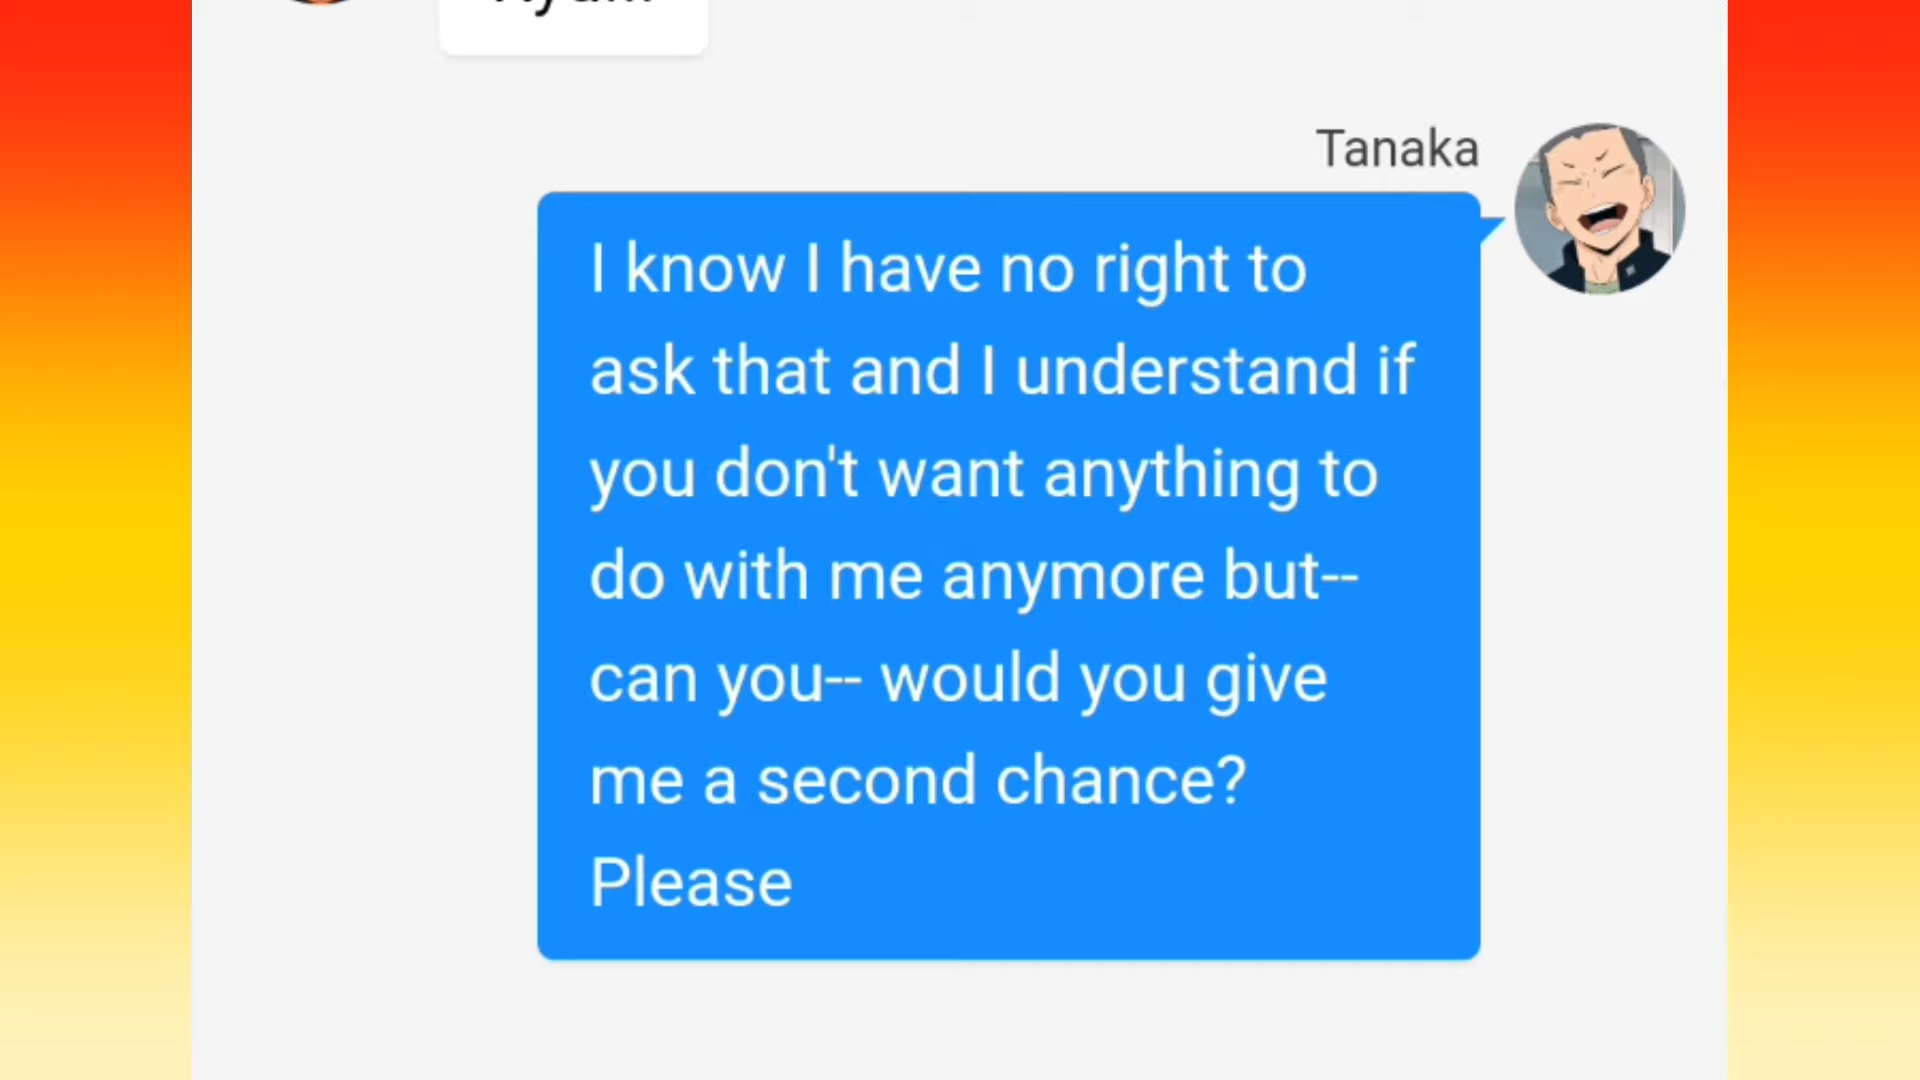 Tanaka
I know I have no right to
ask that and I understand if
you don't want anything to
do with me anymore but--
can you-- would you give
me a second chance?
Please